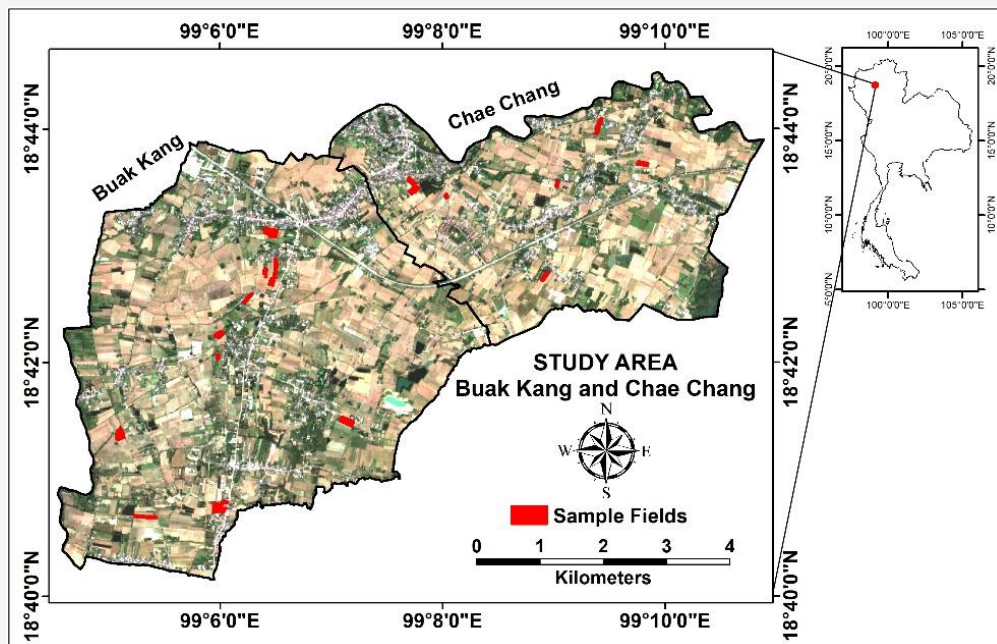 99°6'0"E 99°8'0"E 99°10'0"E
100°0'0"E 105°0'0"E
20°0'0"N 20°0'0"N
18°44'0"N 18°44'0"N
Chae Chang
Buak Kang
15°0'0"N 15°0'0"N
10°0'0"N 10°0'0"N
5°0'0"N 5°0'0"N
100°0'0"E 105°0'0"E
18°42'0"N 18°42'0"N
STUDY AREA
Buak Kang and Chae Chang
N
W E
S
Sample Fields
0 1 2 3 4
Kilometers
18°40'0"N 18°40'0"N
99°6'0"E 99°8'0"E 99°10'0"E